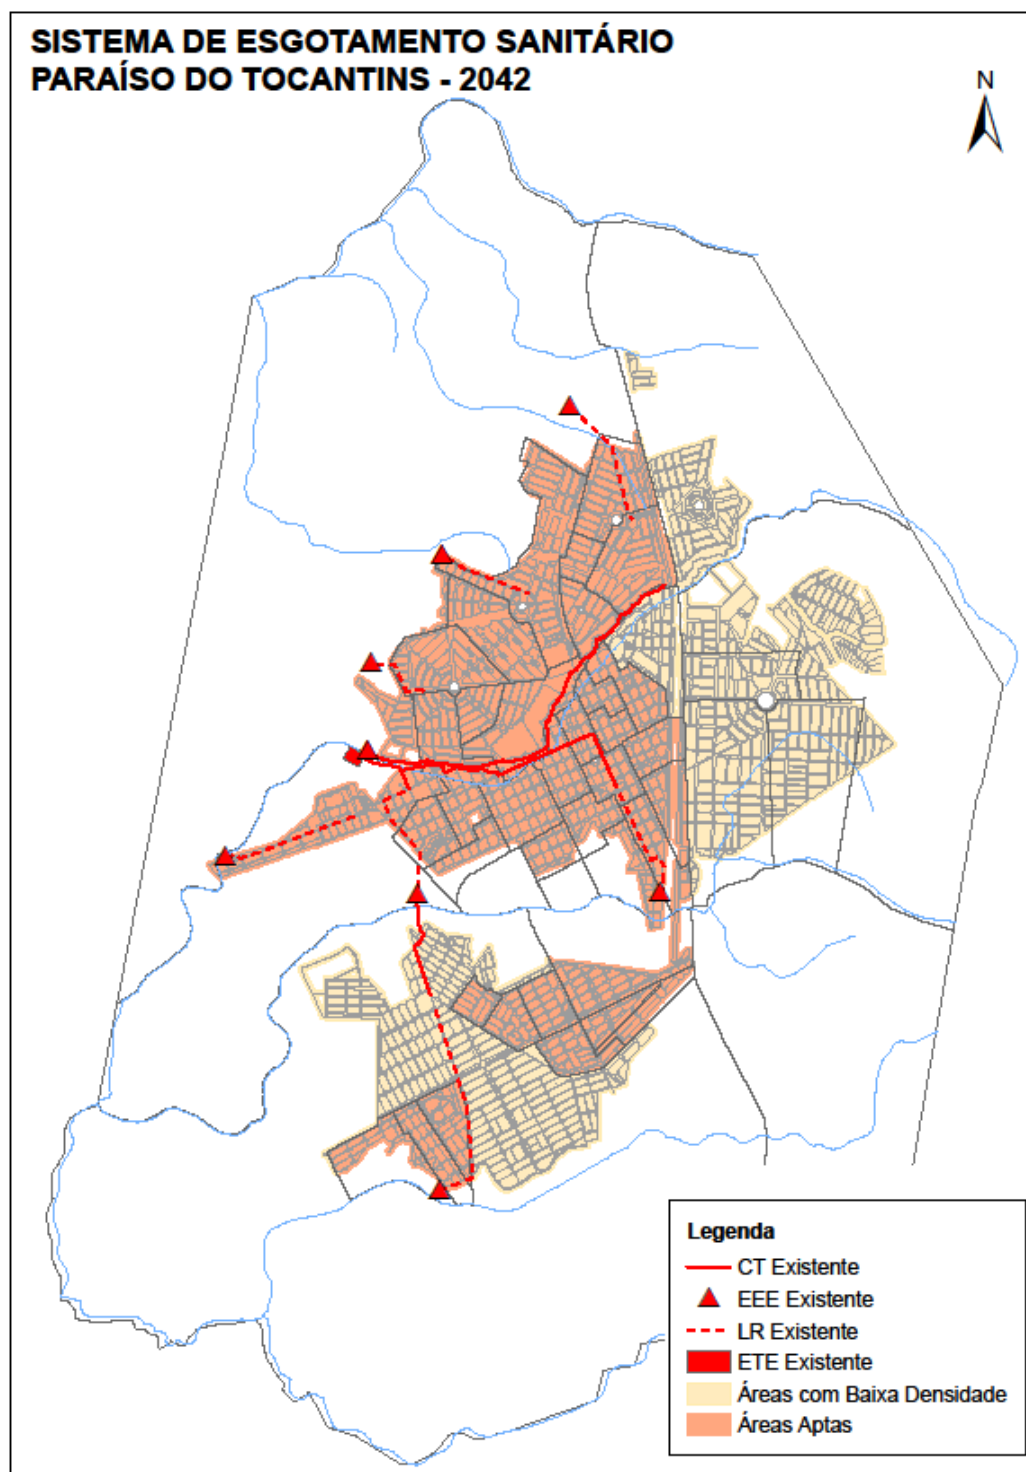 SISTEMA DE ESGOTAMENTO SANITÁRIO
PARAÍSO DO TOCANTINS - 2042
N
Legenda
CT Existente
EEE Existente
LR Existente
ETE Existente
Áreas com Baixa Densidade
Áreas Aptas